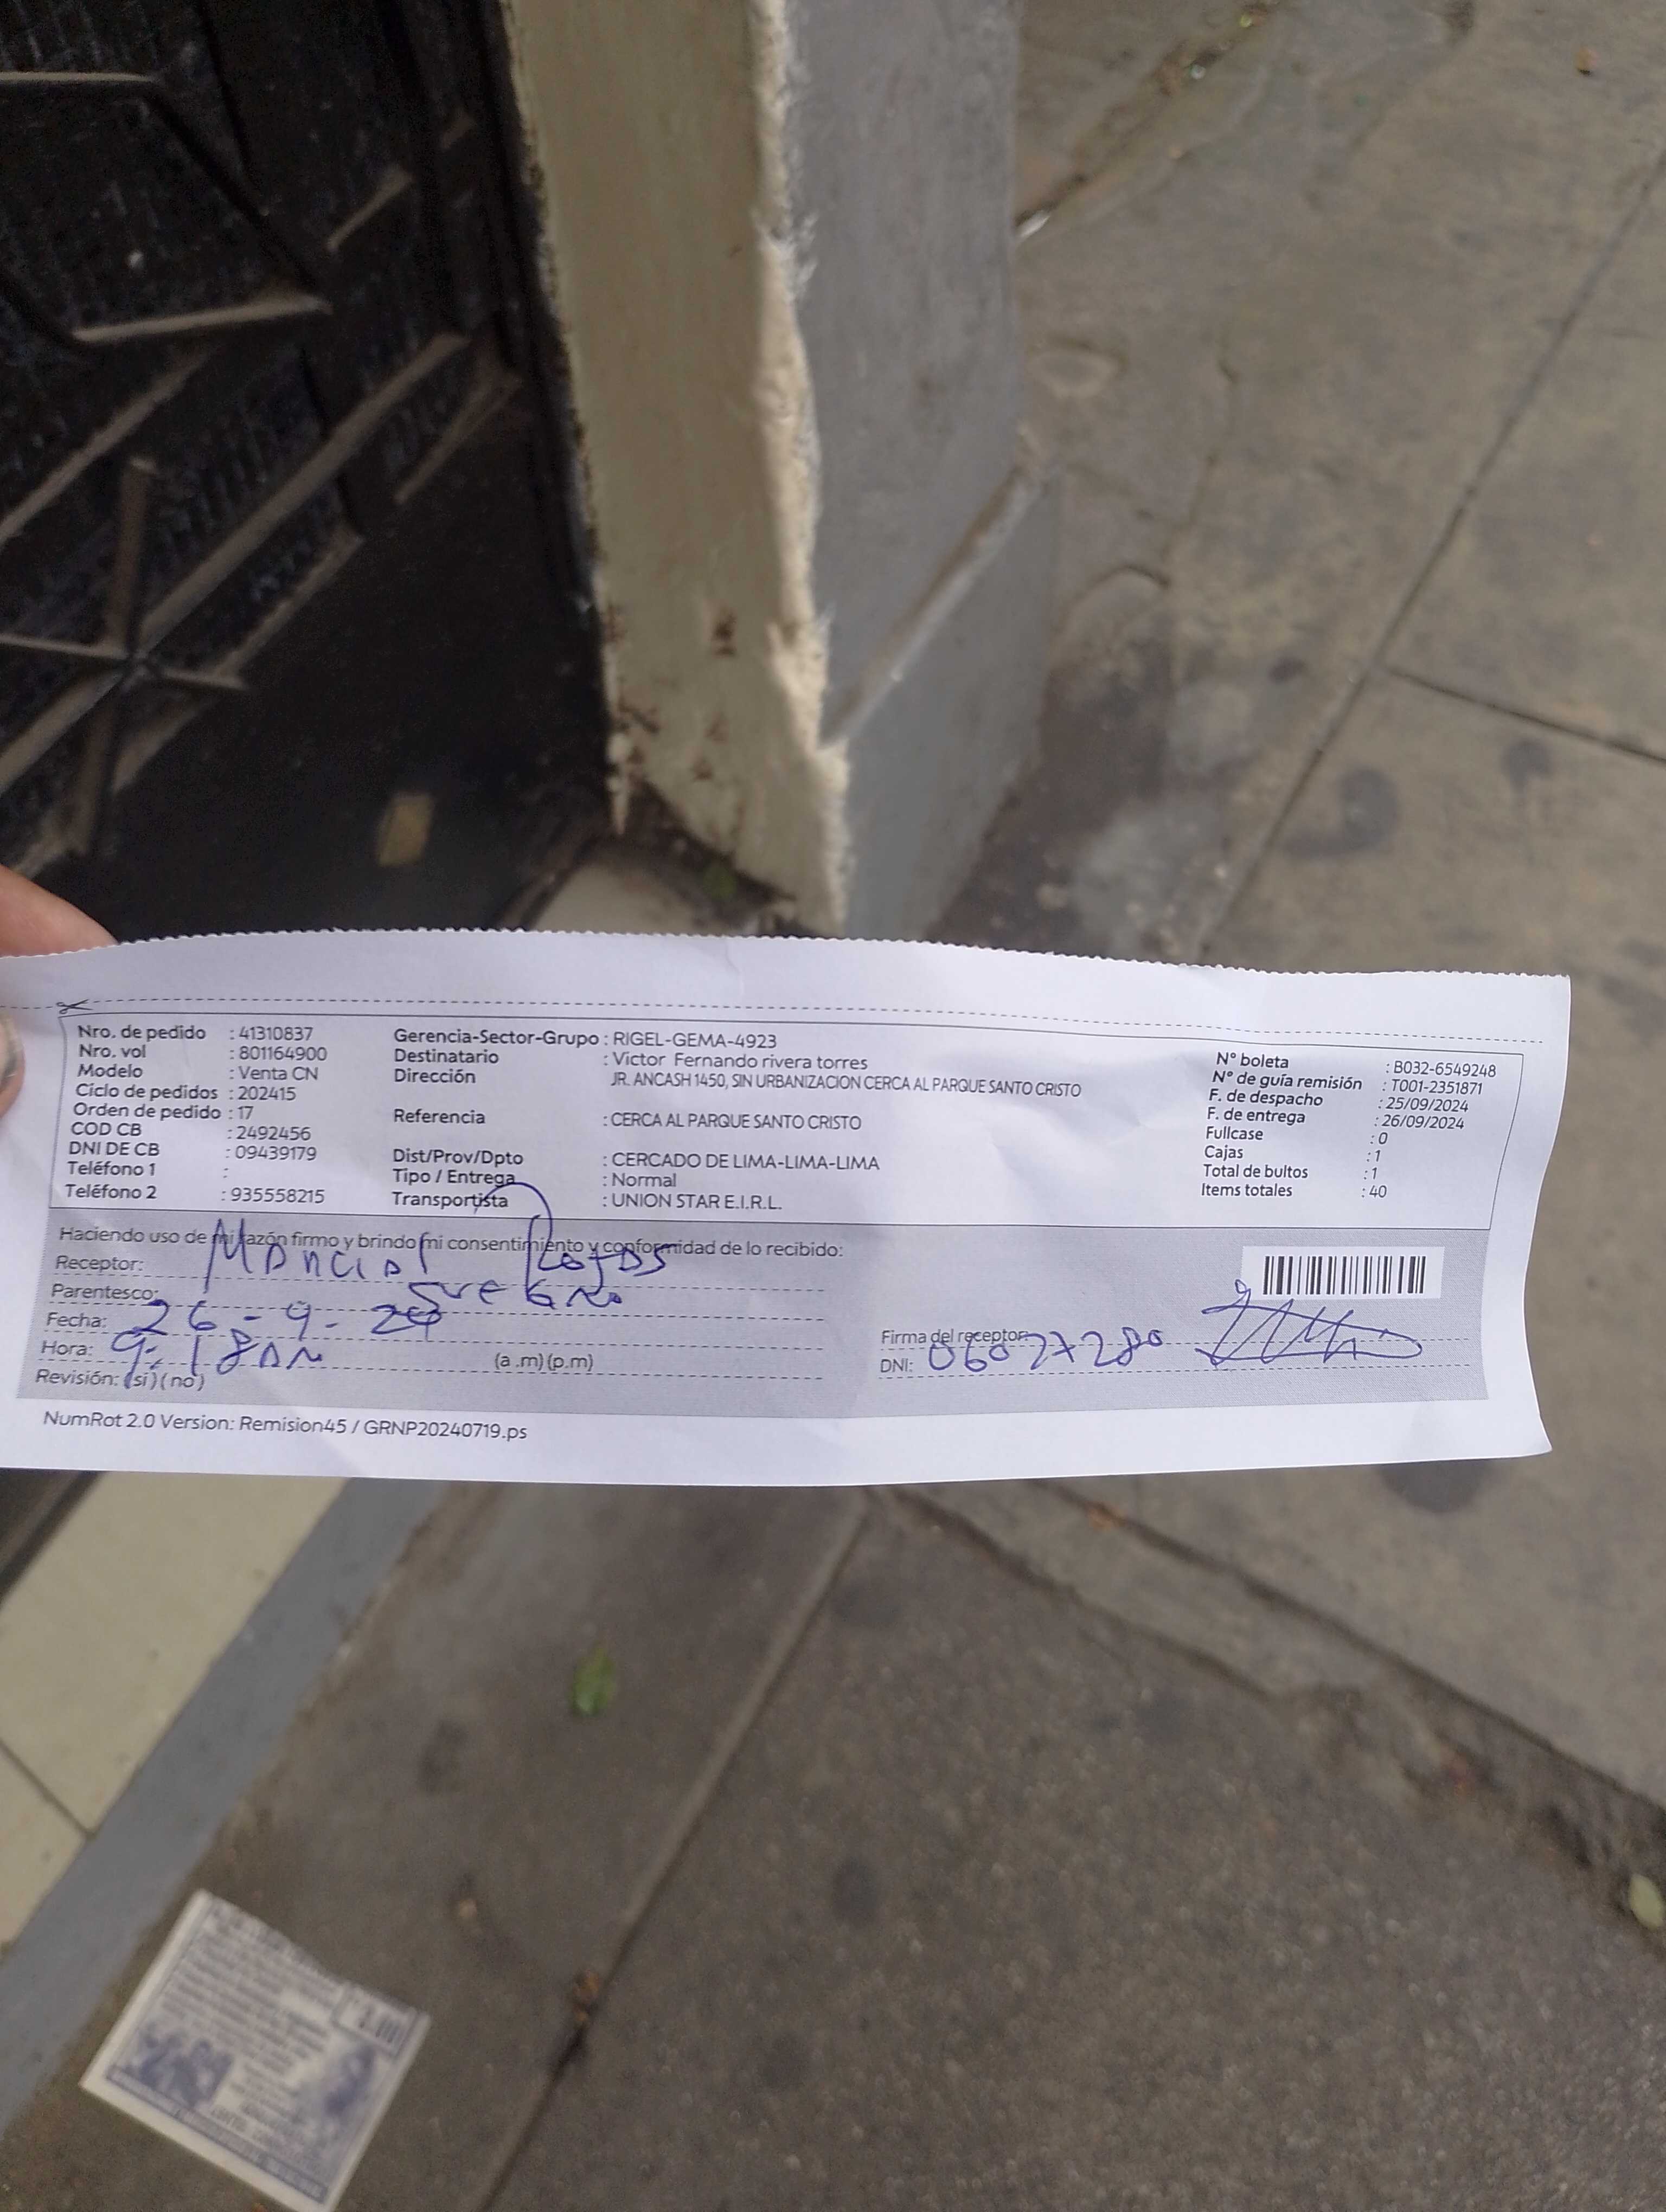 Nro. de pedido : 41310837
Nro. vol : 801164900
Modelo : Venta CN
Ciclo de pedidos : 202415
Orden de pedido : 17
COD CB : 2492456
DNI DE CB : 09439179
Teléfono 1 :
Teléfono 2 : 935558215
Gerencia-Sector-Grupo : RIGEL-GEMA-4923
Destinatario : Victor Fernando rivera torres
Dirección JR. ANCASH 1450, SIN URBANIZACION CERCA AL PARQUE SANTO CRISTO
Referencia : CERCA AL PARQUE SANTO CRISTO
Dist/Prov/Dpto : CERCADO DE LIMA-LIMA-LIMA
Tipo / Entrega : Normal
Transportista : UNION STAR E.I.R.L.
N° boleta : B032-6549248
N° de guía remisión : T001-2351871
F. de despacho : 25/09/2024
F. de entrega : 26/09/2024
Fullcase : 0
Cajas : 1
Total de bultos : 1
Items totales : 40
Haciendo uso de mi razón firmo y brindo mi consentimiento y conformidad de lo recibido:
Receptor:
Parentesco: SUEGRO
Fecha: 26-9-24
Hora: 9:18 AM (a .m) (p.m)
Revisión: (si) (no)
Firma del receptor:
DNI: 06027280
NumRot 2.0 Version: Remision45 / GRNP20240719.ps